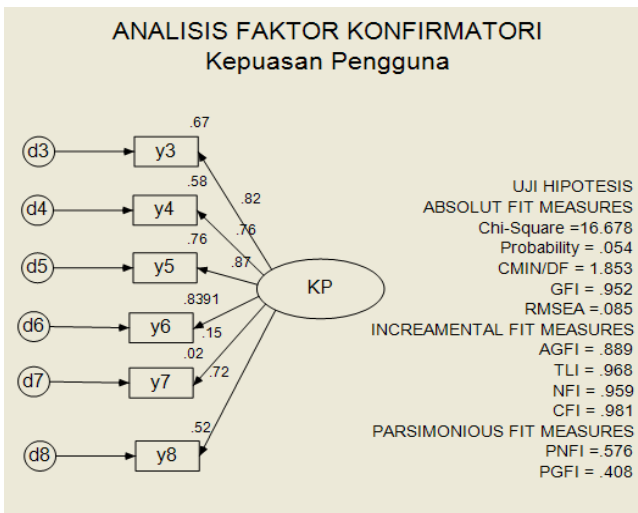 ANALISIS FAKTOR KONFIRMATORI
Kepuasan Pengguna
.67
d3 y3
.82
.58
d4 y4
.76
.76
d5 y5
.87
KP
.8391
d6 y6
.15
.02
d7 y7
.72
.52
d8 y8
UJI HIPOTESIS
ABSOLUT FIT MEASURES
Chi-Square =16.678
Probability = .054
CMIN/DF = 1.853
GFI = .952
RMSEA =.085
INCREAMENTAL FIT MEASURES
AGFI = .889
TLI = .968
NFI = .959
CFI = .981
PARSIMONIOUS FIT MEASURES
PNFI =.576
PGFI = .408